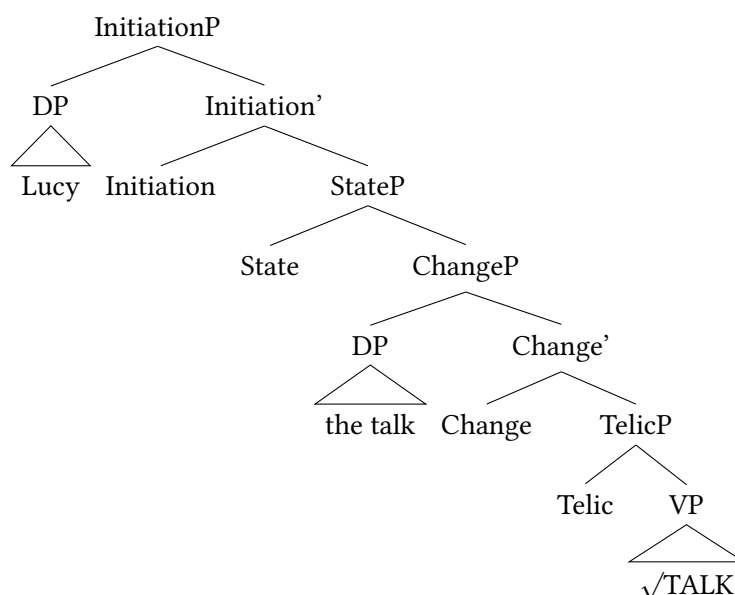 InitiationP
DP Initiation’
Lucy Initiation StateP
State ChangeP
DP Change’
the talk Change TelicP
Telic VP
√TALK